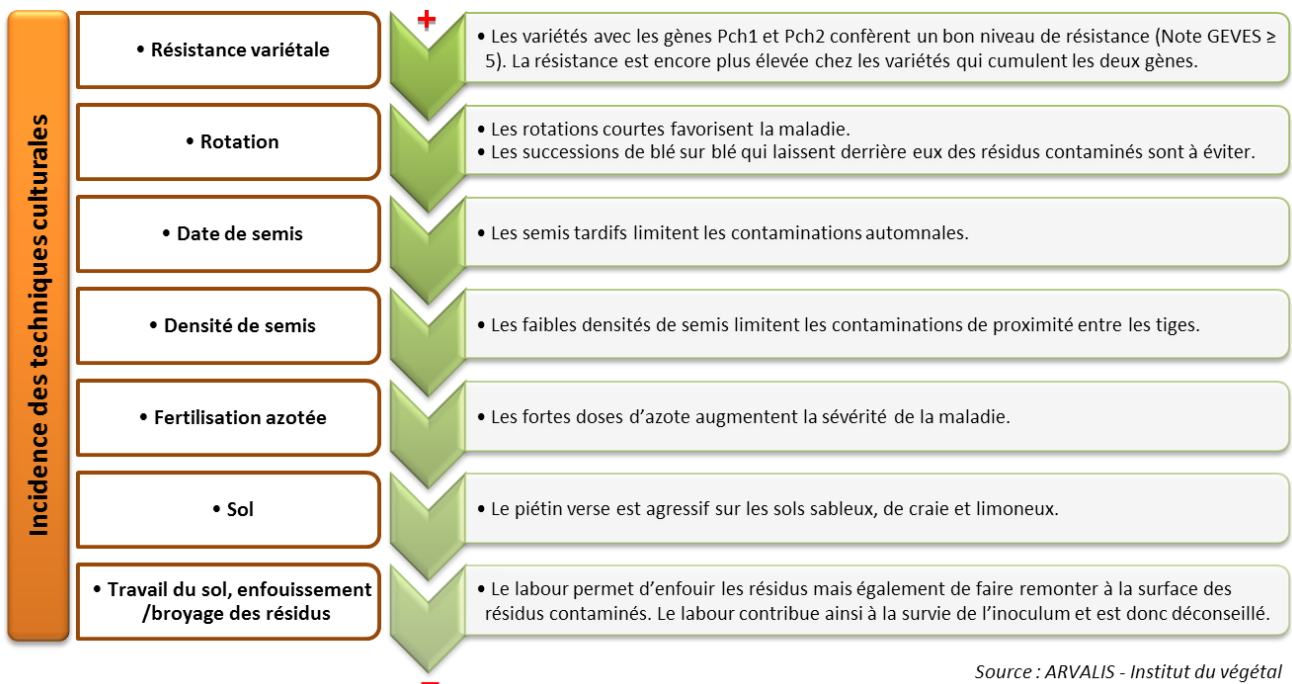 Incidence des techniques culturales
+
• Résistance variétale
• Les variétés avec les gènes Pch1 et Pch2 confèrent un bon niveau de résistance (Note GEVES ≥
5). La résistance est encore plus élevée chez les variétés qui cumulent les deux gènes.
• Rotation
• Les rotations courtes favorisent la maladie.
• Les successions de blé sur blé qui laissent derrière eux des résidus contaminés sont à éviter.
• Date de semis
• Les semis tardifs limitent les contaminations automnales.
• Densité de semis
• Les faibles densités de semis limitent les contaminations de proximité entre les tiges.
• Fertilisation azotée
• Les fortes doses d’azote augmentent la sévérité de la maladie.
• Sol
• Le piétin verse est agressif sur les sols sableux, de craie et limoneux.
• Travail du sol, enfouissement
/broyage des résidus
• Le labour permet d’enfouir les résidus mais également de faire remonter à la surface des
résidus contaminés. Le labour contribue ainsi à la survie de l’inoculum et est donc déconseillé.
–
Source : ARVALIS - Institut du végétal